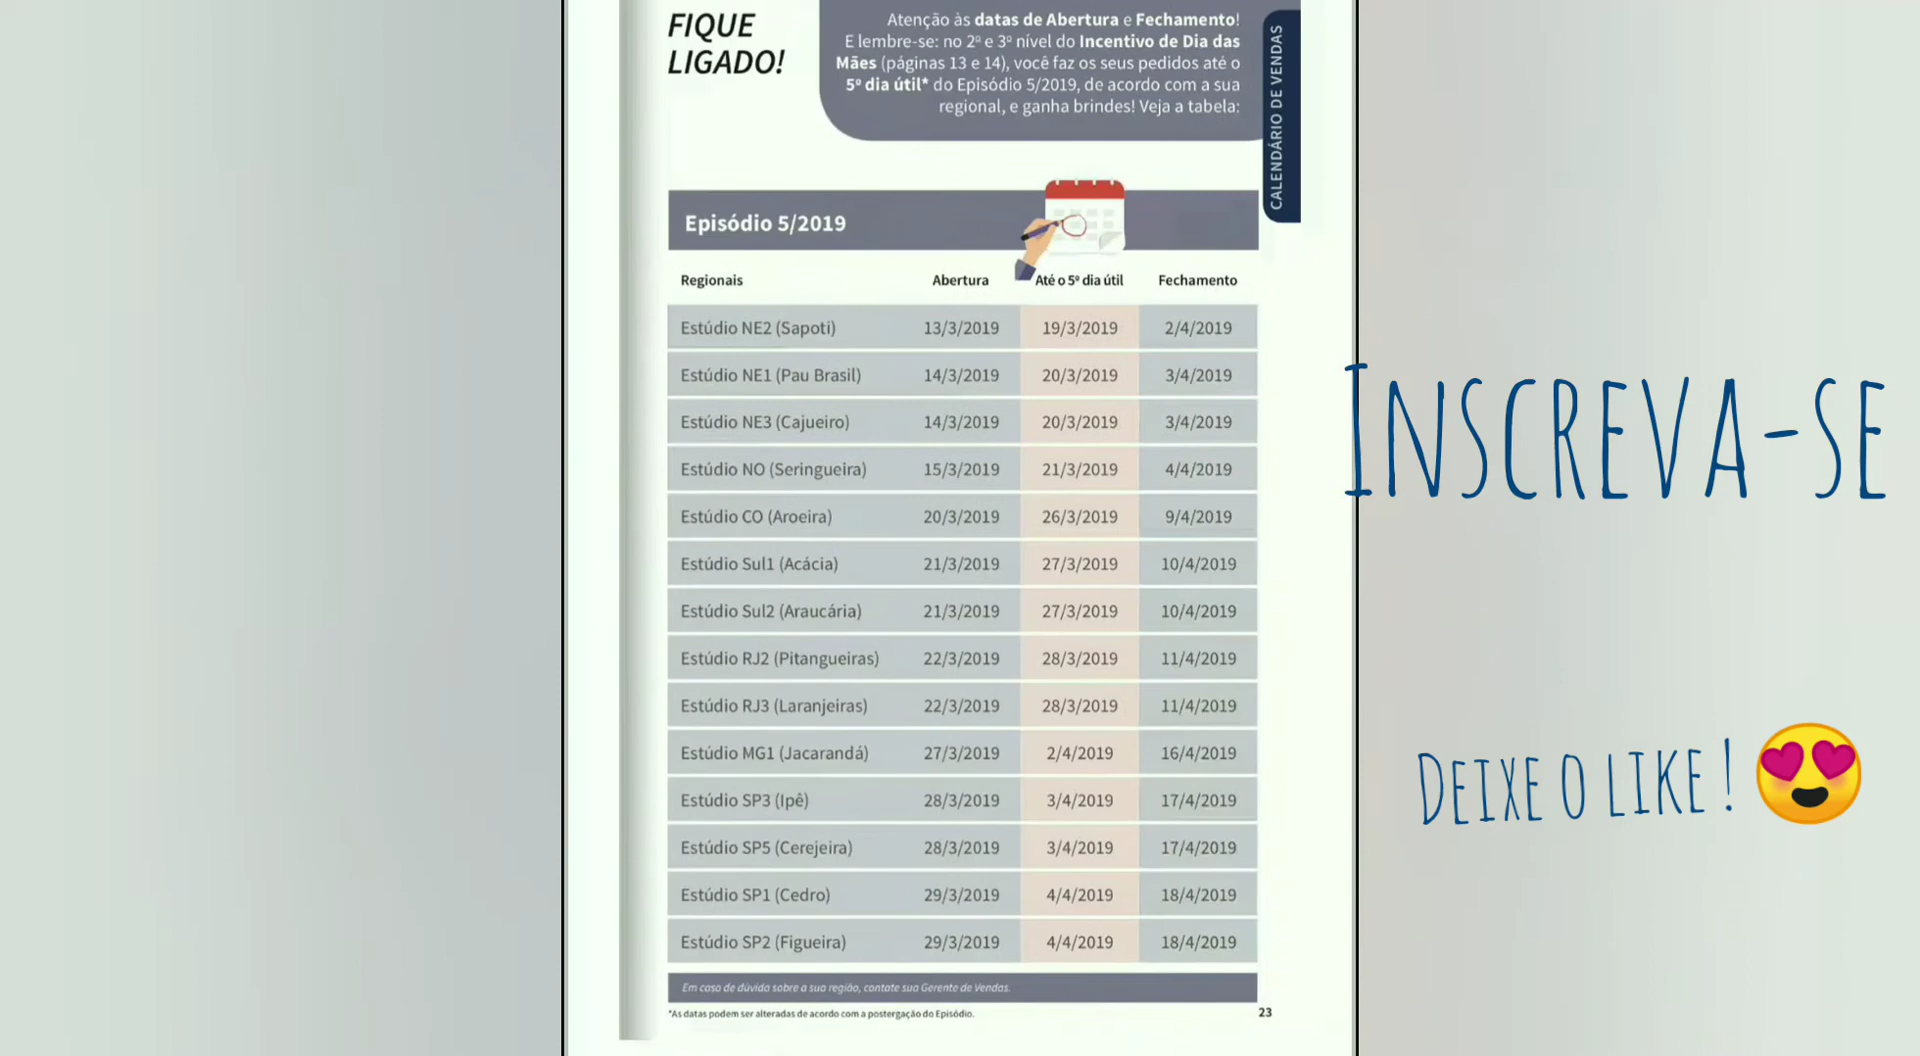 FIQUE
LIGADO!
Atenção às datas de Abertura e Fechamento!
E lembre-se: no 2º e 3º nível do Incentivo de Dia das
Mães (páginas 13 e 14), você faz os seus pedidos até o
5º dia útil* do Episódio 5/2019, de acordo com a sua
regional, e ganha brindes! Veja a tabela:
CALENDÁRIO DE VENDAS
Episódio 5/2019
Regionais Abertura Até o 5º dia útil Fechamento
Estúdio NE2 (Sapoti) 13/3/2019 19/3/2019 2/4/2019
Estúdio NE1 (Pau Brasil) 14/3/2019 20/3/2019 3/4/2019
Estúdio NE3 (Cajueiro) 14/3/2019 20/3/2019 3/4/2019
Estúdio NO (Seringueira) 15/3/2019 21/3/2019 4/4/2019
Estúdio CO (Aroeira) 20/3/2019 26/3/2019 9/4/2019
Estúdio Sul1 (Acácia) 21/3/2019 27/3/2019 10/4/2019
Estúdio Sul2 (Araucária) 21/3/2019 27/3/2019 10/4/2019
Estúdio RJ2 (Pitangueiras) 22/3/2019 28/3/2019 11/4/2019
Estúdio RJ3 (Laranjeiras) 22/3/2019 28/3/2019 11/4/2019
Estúdio MG1 (Jacarandá) 27/3/2019 2/4/2019 16/4/2019
Estúdio SP3 (Ipê) 28/3/2019 3/4/2019 17/4/2019
Estúdio SP5 (Cerejeira) 28/3/2019 3/4/2019 17/4/2019
Estúdio SP1 (Cedro) 29/3/2019 4/4/2019 18/4/2019
Estúdio SP2 (Figueira) 29/3/2019 4/4/2019 18/4/2019
Em caso de dúvida sobre a sua região, contate sua Gerente de Vendas.
*As datas podem ser alteradas de acordo com a postergação do Episódio.
23
INSCREVA-SE
DEIXE O LIKE !